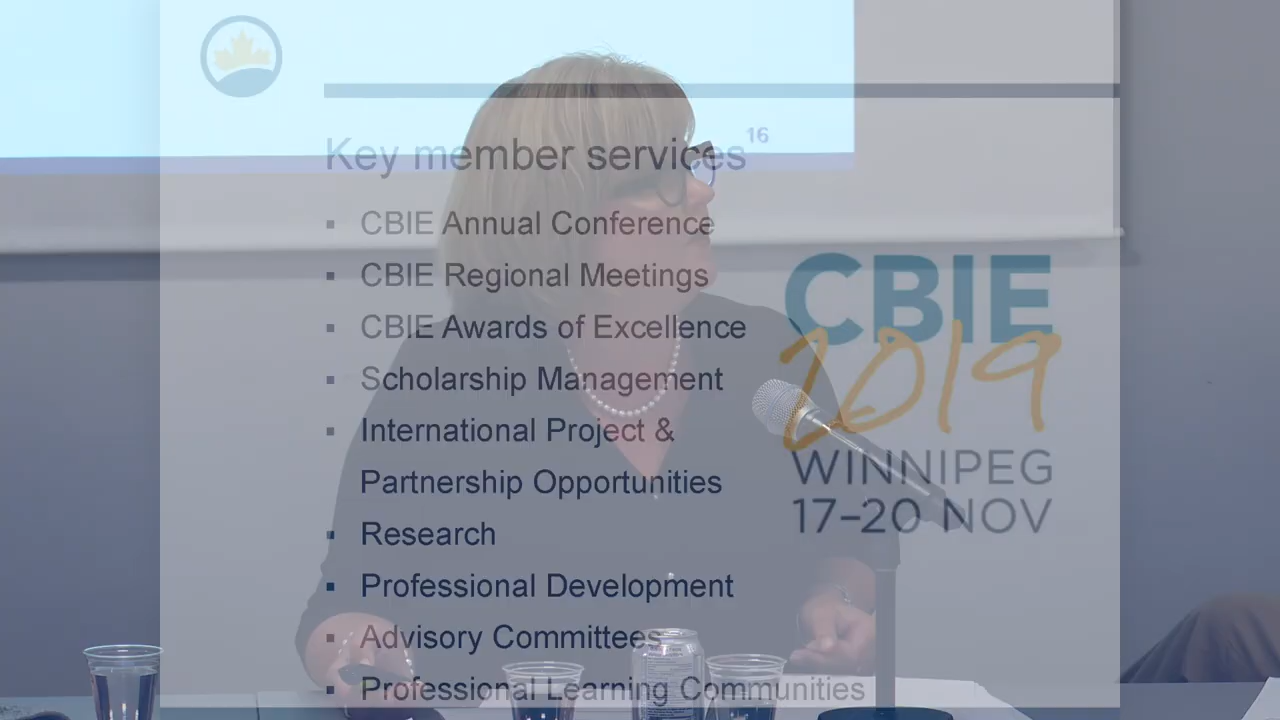 16
Key member services
▪ CBIE Annual Conference
▪ CBIE Regional Meetings
▪ CBIE Awards of Excellence
▪ Scholarship Management
▪ International Project &
Partnership Opportunities
▪ Research
▪ Professional Development
▪ Advisory Committees
▪ Professional Learning Communities
CBIE
2019
WINNIPEG
17–20 NOV